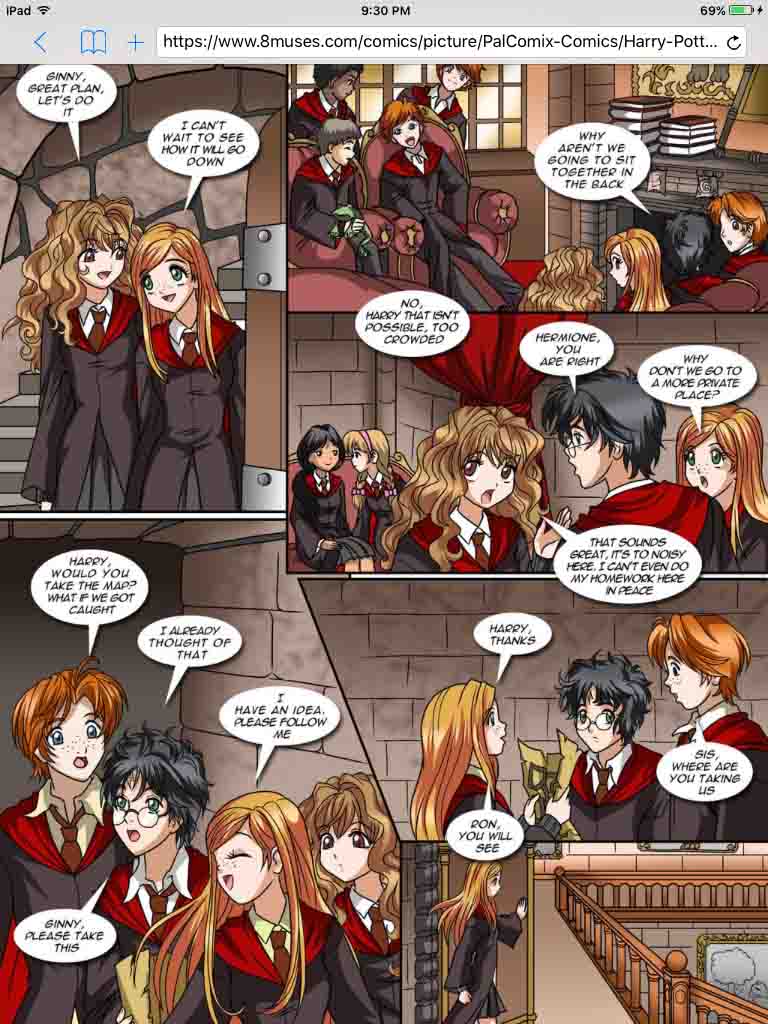 iPad
9:30 PM
69%
https://www.8muses.com/comics/picture/PalComix-Comics/Harry-Pott...
GINNY,
GREAT PLAN,
LET'S DO
IT
I CAN'T
WAIT TO SEE
HOW IT WILL GO
DOWN
WHY
AREN'T WE
GOING TO SIT
TOGETHER IN
THE BACK
NO,
HARRY THAT ISN'T
POSSIBLE, TOO
CROWDED
HERMIONE,
YOU
ARE RIGHT
WHY
DON'T WE GO TO
A MORE PRIVATE
PLACE?
THAT SOUNDS
GREAT, IT'S TO NOISY
HERE. I CAN'T EVEN DO
MY HOMEWORK HERE
IN PEACE
HARRY,
WOULD YOU
TAKE THE MAP?
WHAT IF WE GOT
CAUGHT
I ALREADY
THOUGHT OF
THAT
I
HAVE AN IDEA,
PLEASE FOLLOW
ME
GINNY,
PLEASE TAKE
THIS
HARRY,
THANKS
SIS,
WHERE ARE
YOU TAKING
US
RON,
YOU WILL
SEE